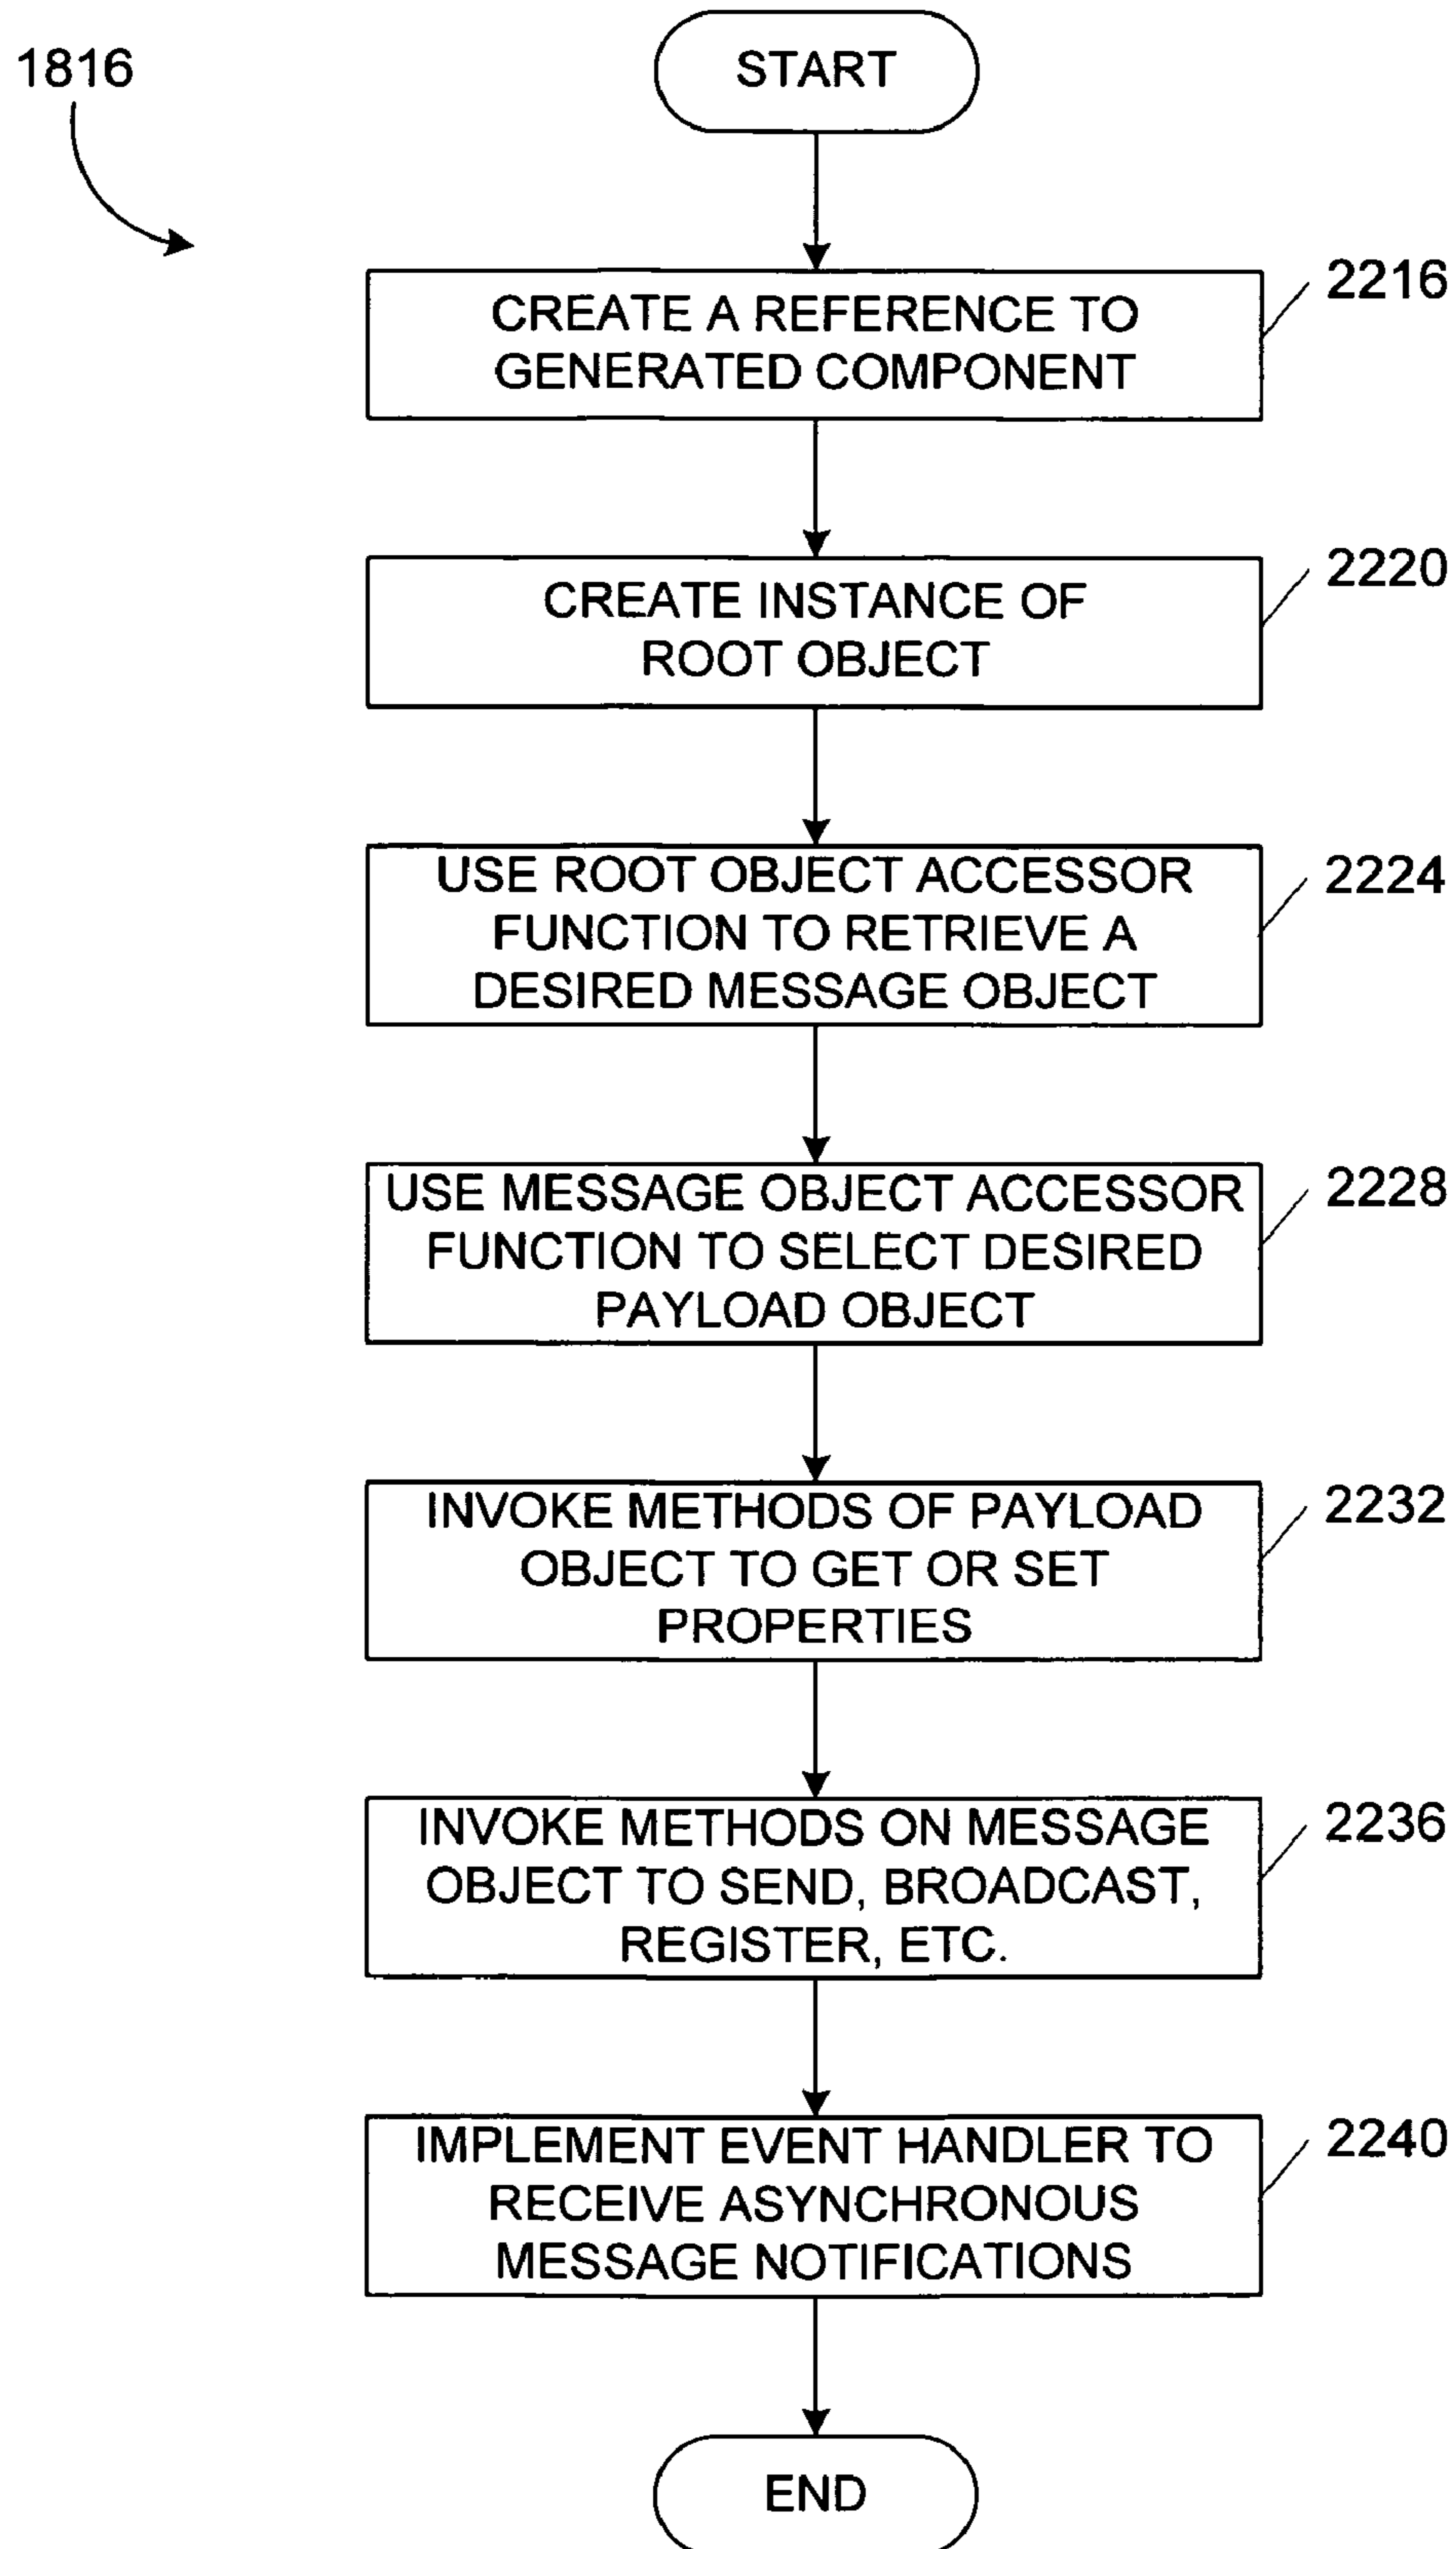 1816
START
CREATE A REFERENCE TO
GENERATED COMPONENT
2216
CREATE INSTANCE OF
ROOT OBJECT
2220
USE ROOT OBJECT ACCESSOR
FUNCTION TO RETRIEVE A
DESIRED MESSAGE OBJECT
2224
USE MESSAGE OBJECT ACCESSOR
FUNCTION TO SELECT DESIRED
PAYLOAD OBJECT
2228
INVOKE METHODS OF PAYLOAD
OBJECT TO GET OR SET
PROPERTIES
2232
INVOKE METHODS ON MESSAGE
OBJECT TO SEND, BROADCAST,
REGISTER, ETC.
2236
IMPLEMENT EVENT HANDLER TO
RECEIVE ASYNCHRONOUS
MESSAGE NOTIFICATIONS
2240
END